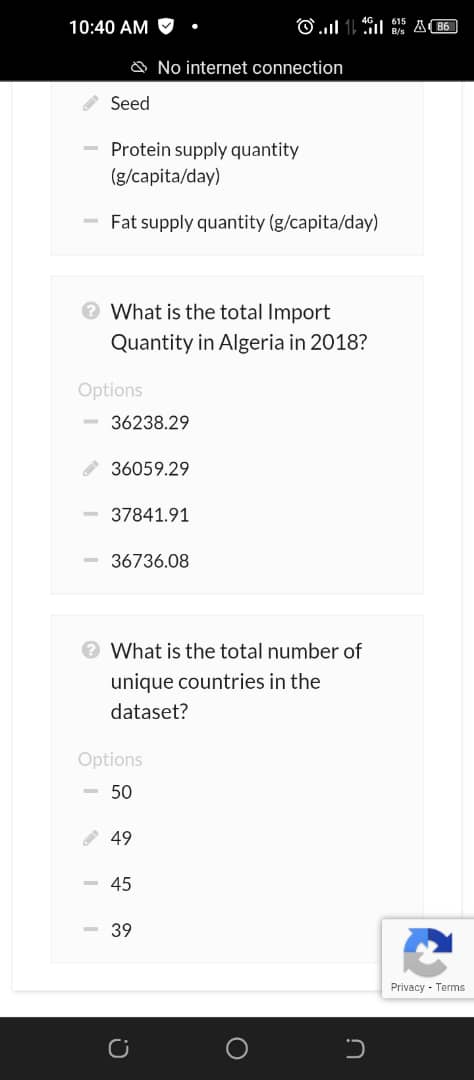 10:40 AM
4G 615 B/s 86
No internet connection
Seed
Protein supply quantity
(g/capita/day)
Fat supply quantity (g/capita/day)
? What is the total Import
Quantity in Algeria in 2018?
Options
36238.29
36059.29
37841.91
36736.08
? What is the total number of
unique countries in the
dataset?
Options
50
49
45
39
Privacy - Terms